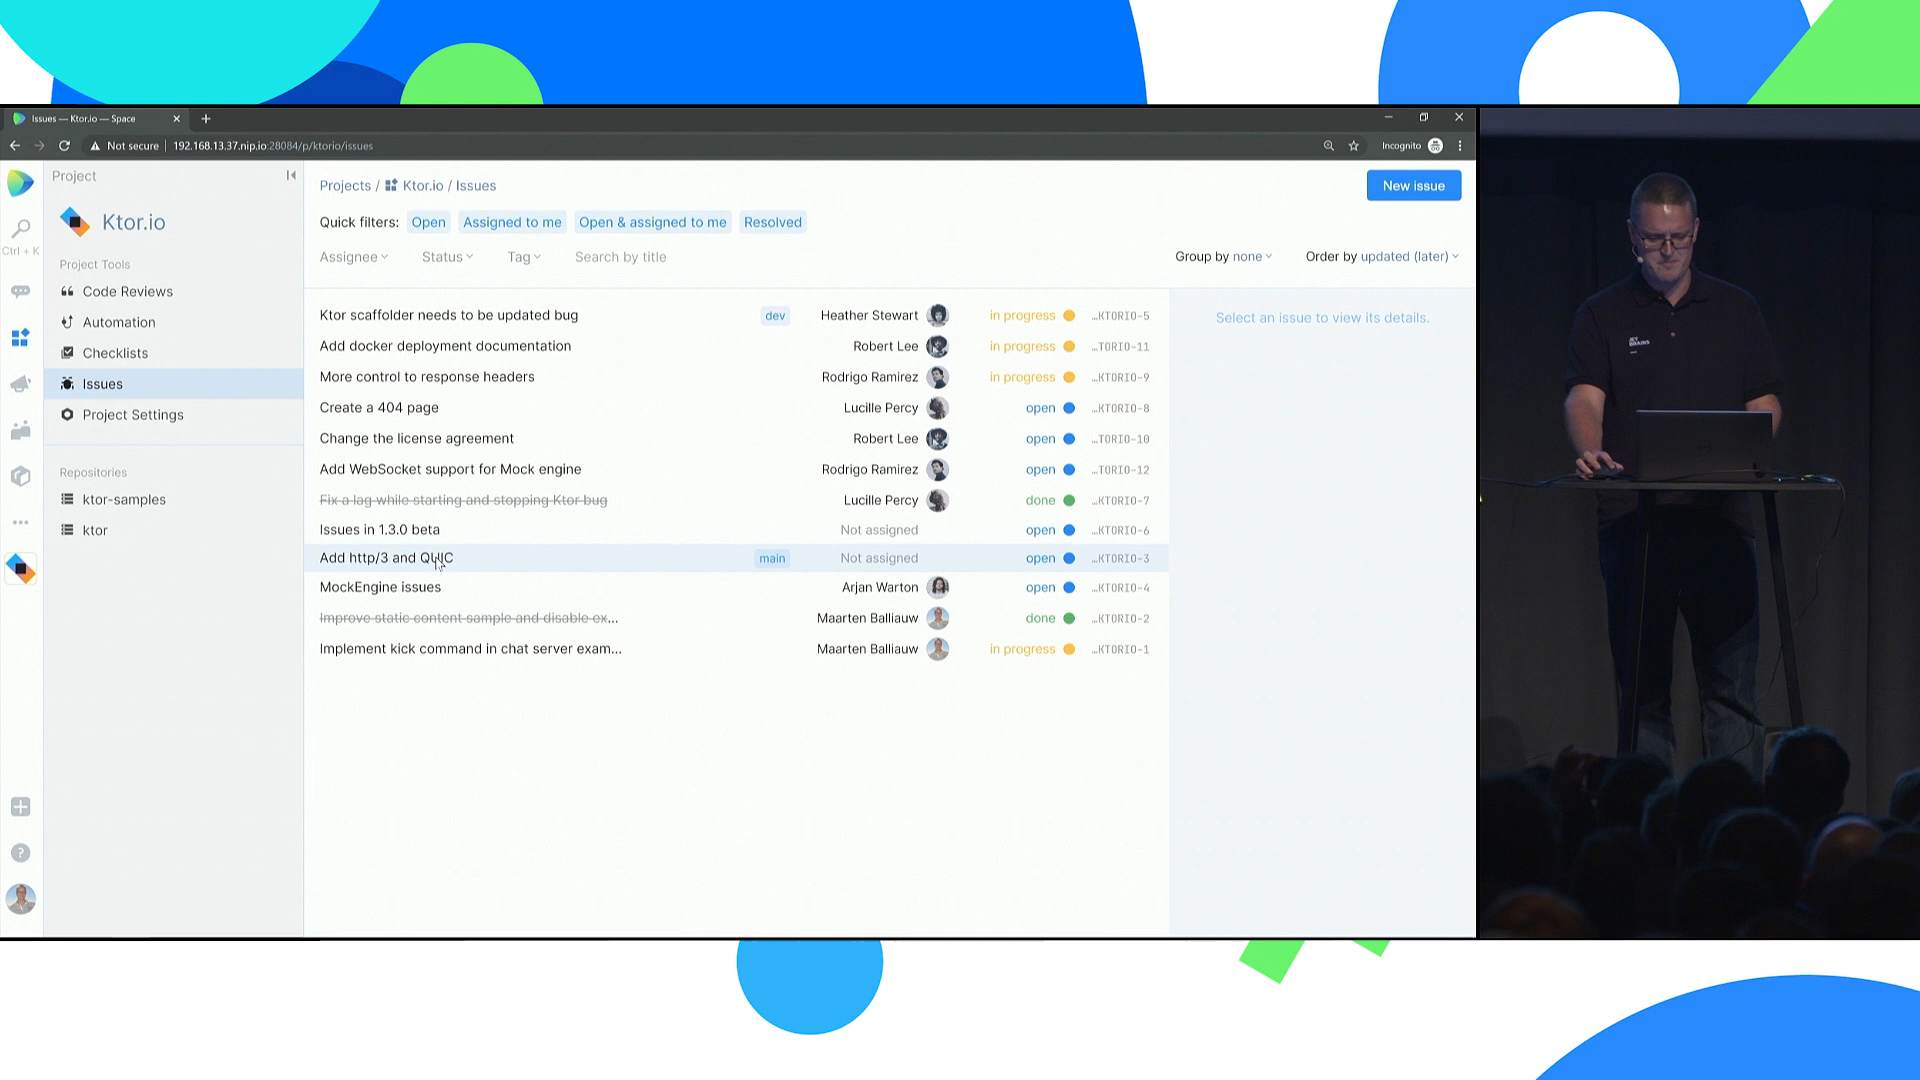 Issues — Ktor.io — Space
Not secure 192.168.13.37.nip.io:28084/p/ktorio/issues Incognito
Project
Ktor.io
Ctrl + K
Project Tools
Code Reviews
Automation
Checklists
Issues
Project Settings
Repositories
ktor-samples
ktor
Projects / Ktor.io / Issues
New issue
Quick filters: Open Assigned to me Open & assigned to me Resolved
Assignee Status Tag Search by title Group by none Order by updated (later)
Ktor scaffolder needs to be updated bug dev Heather Stewart in progress …KTORIO-5
Add docker deployment documentation Robert Lee in progress …TORIO-11
More control to response headers Rodrigo Ramirez in progress …KTORIO-9
Create a 404 page Lucille Percy open …KTORIO-8
Change the license agreement Robert Lee open …TORIO-10
Add WebSocket support for Mock engine Rodrigo Ramirez open …TORIO-12
Fix a lag while starting and stopping Ktor bug Lucille Percy done …KTORIO-7
Issues in 1.3.0 beta Not assigned open …KTORIO-6
Add http/3 and QUIC main Not assigned open …KTORIO-3
MockEngine issues Arjan Warton open …KTORIO-4
Improve static content sample and disable ex... Maarten Balliauw done …KTORIO-2
Implement kick command in chat server exam... Maarten Balliauw in progress …KTORIO-1
Select an issue to view its details.
JET
BRAINS